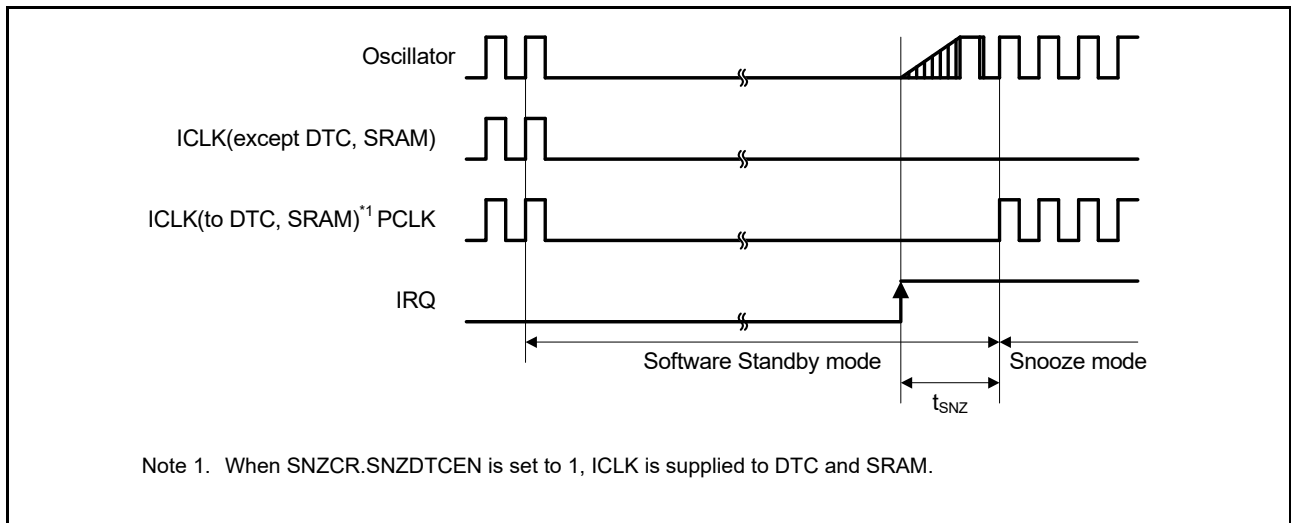 Oscillator
ICLK(except DTC, SRAM)
ICLK(to DTC, SRAM)*1 PCLK
IRQ
Software Standby mode
Snooze mode
tSNZ
Note 1. When SNZCR.SNZDTCEN is set to 1, ICLK is supplied to DTC and SRAM.